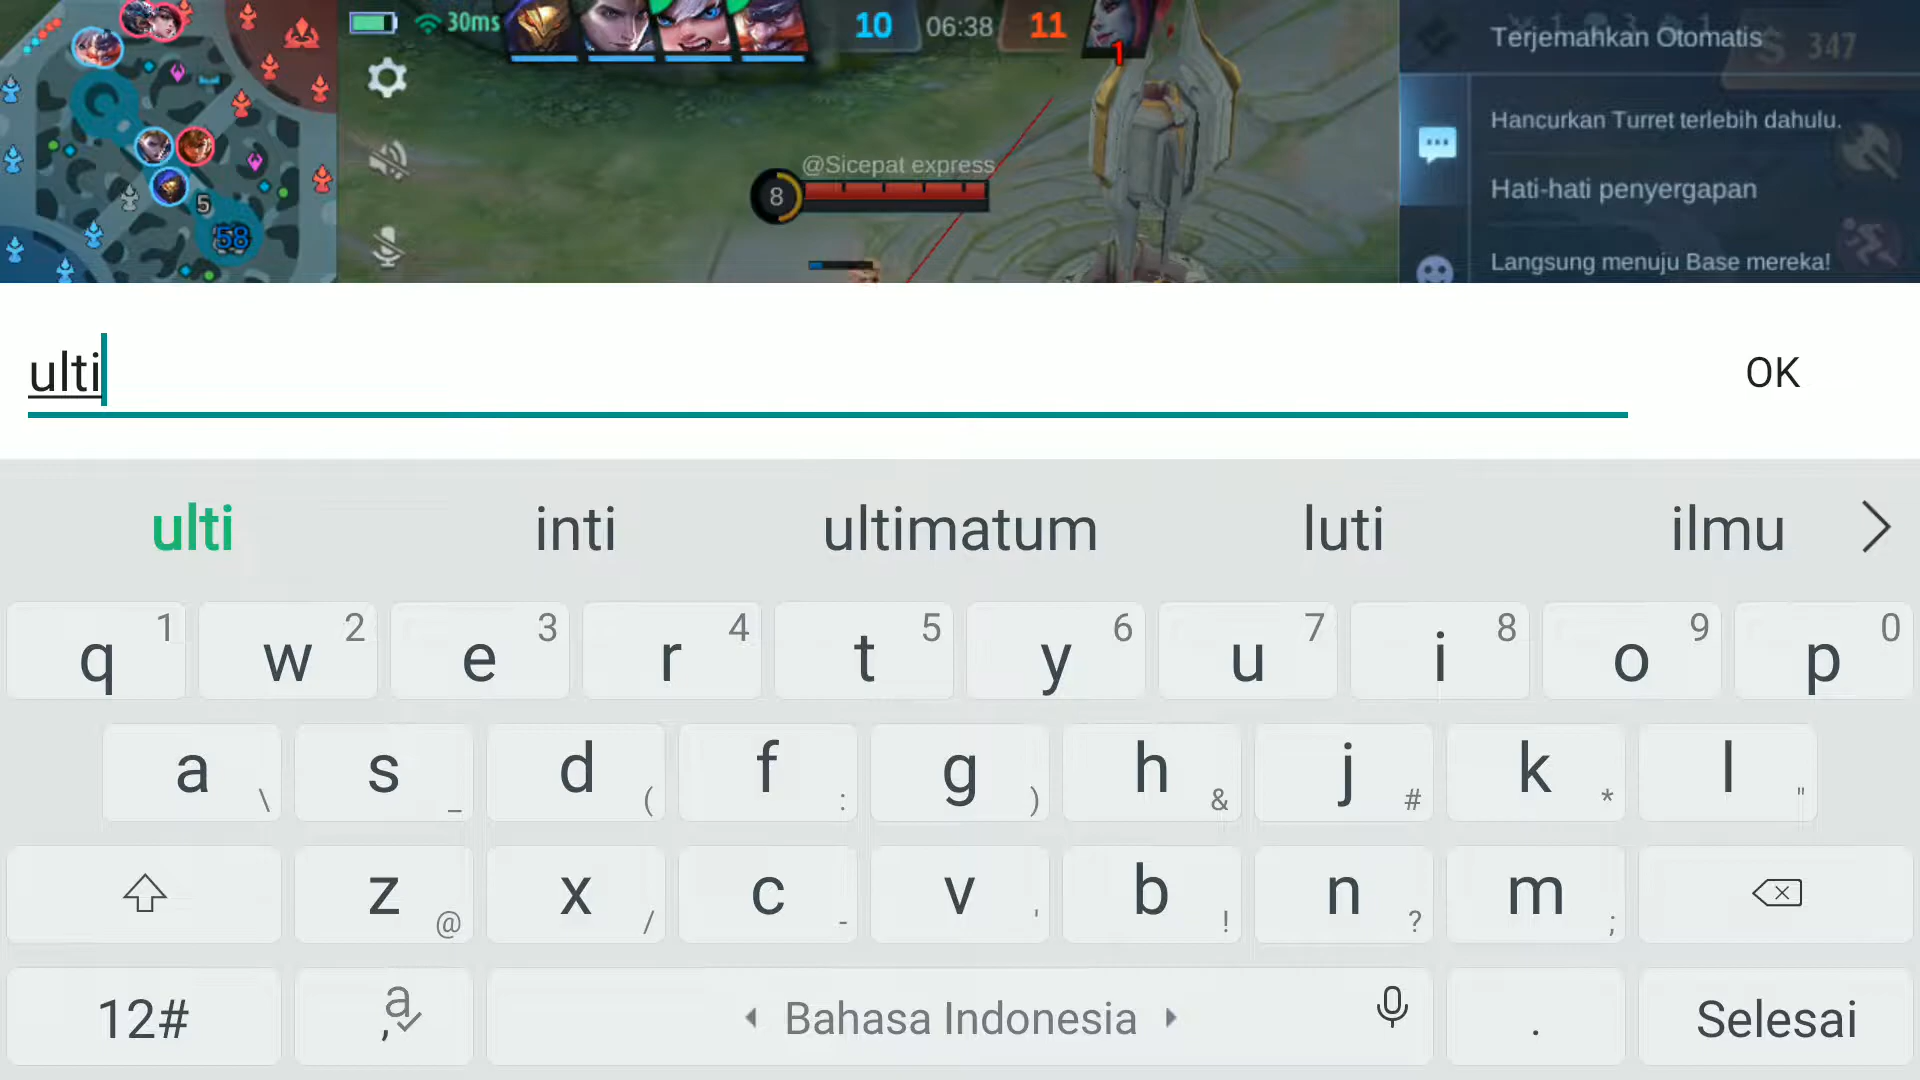 30ms
10 06:38 11
1
347
Terjemahkan Otomatis
Hancurkan Turret terlebih dahulu.
Hati-hati penyergapan
Langsung menuju Base mereka!
@Sicepat express
8
5
58
ulti
OK
ulti inti ultimatum luti ilmu
q 1 w 2 e 3 r 4 t 5 y 6 u 7 i 8 o 9 p 0
a \ s _ d ( f : g ) h & j # k * l "
z @ x / c - v ' b ! n ? m ;
12# , a Bahasa Indonesia . Selesai